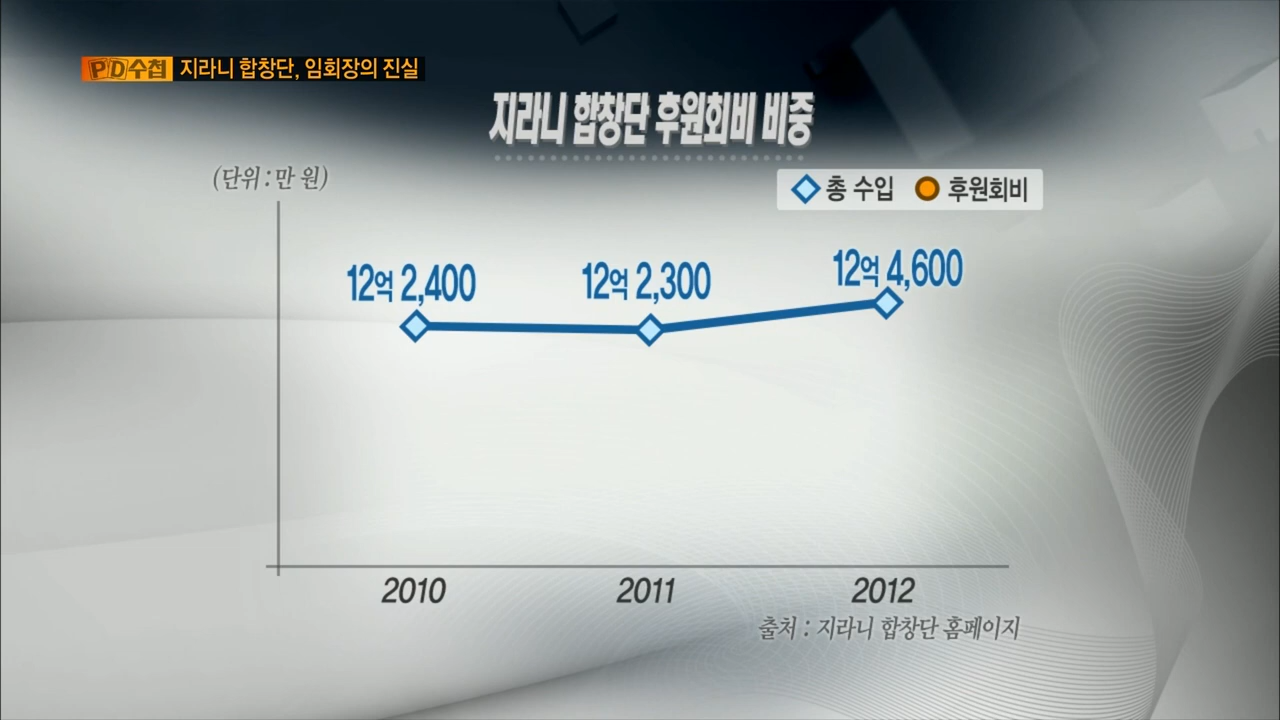 PD수첩 지라니 합창단, 임회장의 진실
지라니 합창단 후원회비 비중
(단위:만 원)
총 수입 후원회비
12억 2,400 12억 2,300 12억 4,600
2010 2011 2012
출처 : 지라니 합창단 홈페이지